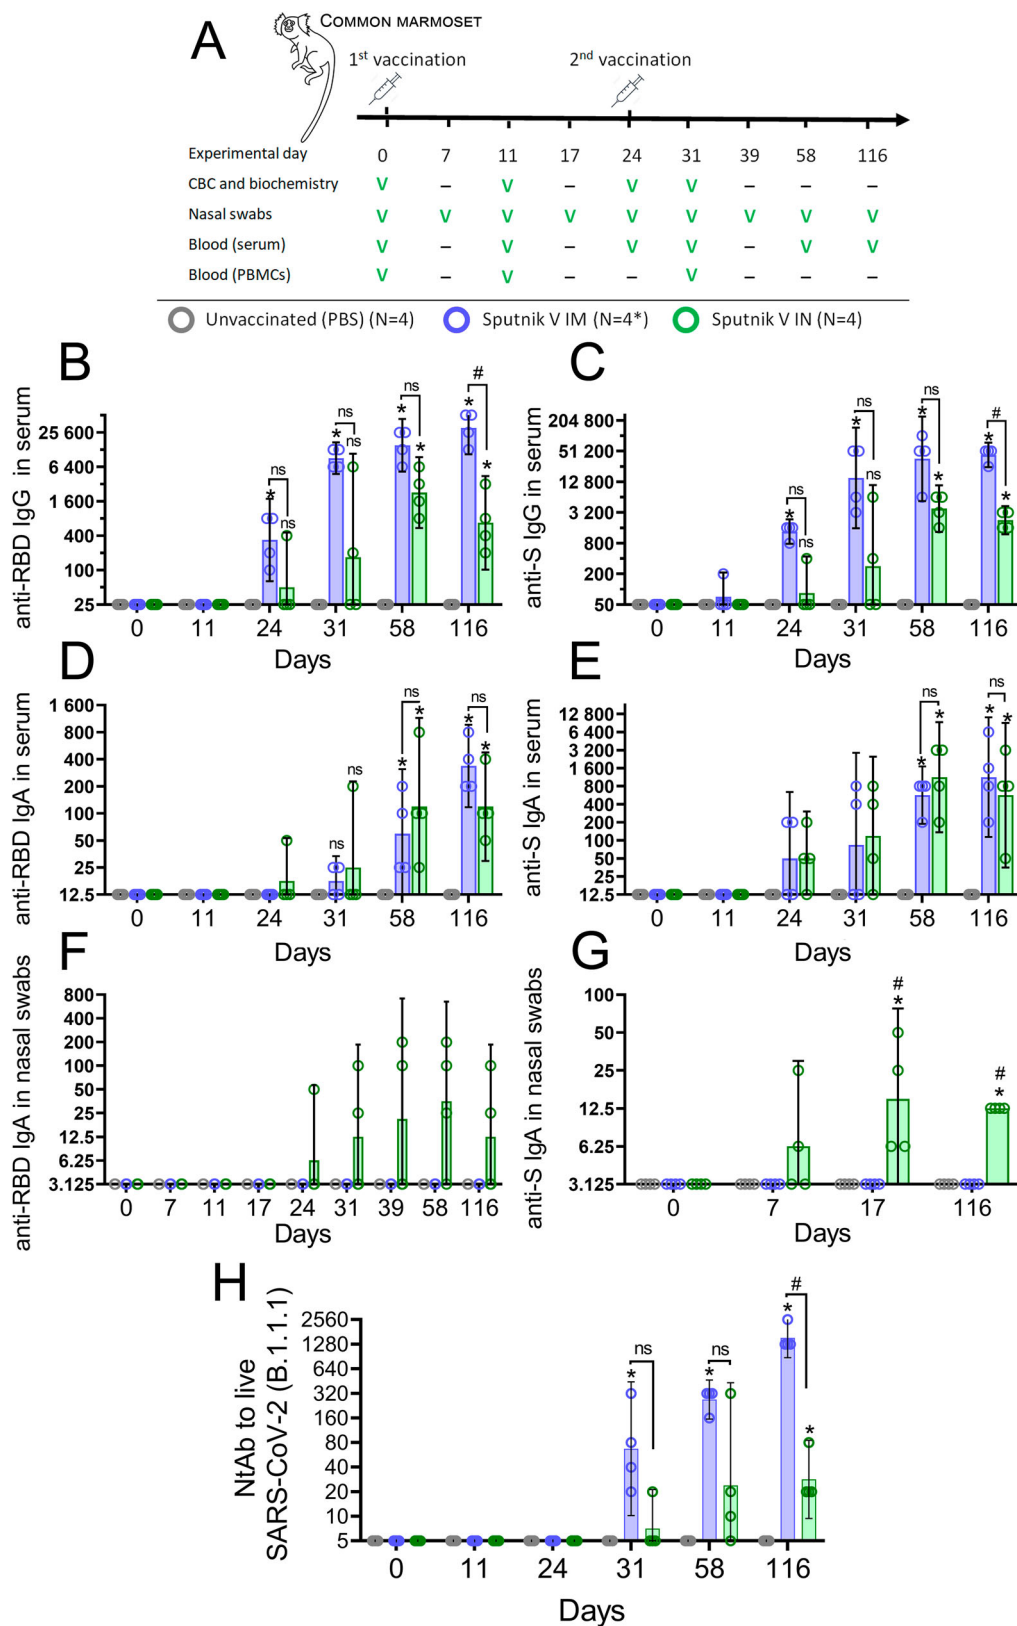 A
COMMON MARMOSET
1st vaccination
2nd vaccination
Experimental day 0 7 11 17 24 31 39 58 116
CBC and biochemistry V – V – V V – – –
Nasal swabs V V V V V V V V V
Blood (serum) V – V – V V – V V
Blood (PBMCs) V – V – – V – – –
Unvaccinated (PBS) (N=4) Sputnik V IM (N=4*) Sputnik V IN (N=4)
B
anti-RBD IgG in serum
25 600
6 400
1 600
400
100
25
* ns ns
* ns ns
* ns *
* # *
0 11 24 31 58 116
Days
C
anti-S IgG in serum
204 800
51 200
12 800
3 200
800
200
50
* ns ns
* ns ns
* ns *
* # *
0 11 24 31 58 116
Days
D
anti-RBD IgA in serum
1 600
800
400
200
100
50
25
12.5
ns ns
* ns *
* ns *
0 11 24 31 58 116
Days
E
anti-S IgA in serum
12 800
6 400
3 200
1 600
800
400
200
100
50
25
12.5
* ns *
* ns *
0 11 24 31 58 116
Days
F
anti-RBD IgA in nasal swabs
800
400
200
100
50
25
12.5
6.25
3.125
0 7 11 17 24 31 39 58 116
Days
G
anti-S IgA in nasal swabs
100
50
25
12.5
6.25
3.125
#
*
#
*
0 7 17 116
Days
H
NtAb to live
SARS-CoV-2 (B.1.1.1)
2560
1280
640
320
160
80
40
20
10
5
* ns
* ns
* # *
0 11 24 31 58 116
Days